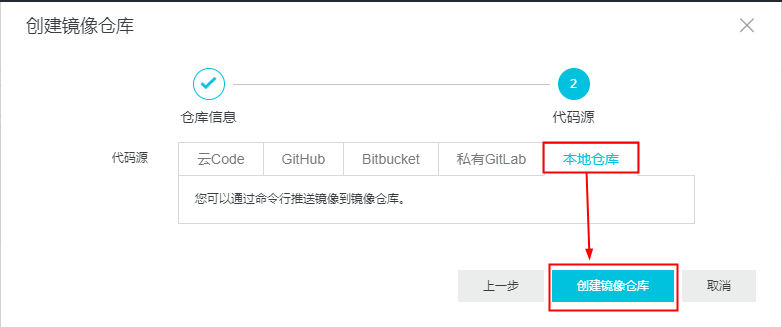 创建镜像仓库
2
仓库信息 代码源
代码源 云Code GitHub Bitbucket 私有GitLab 本地仓库
您可以通过命令行推送镜像到镜像仓库。
上一步 创建镜像仓库 取消